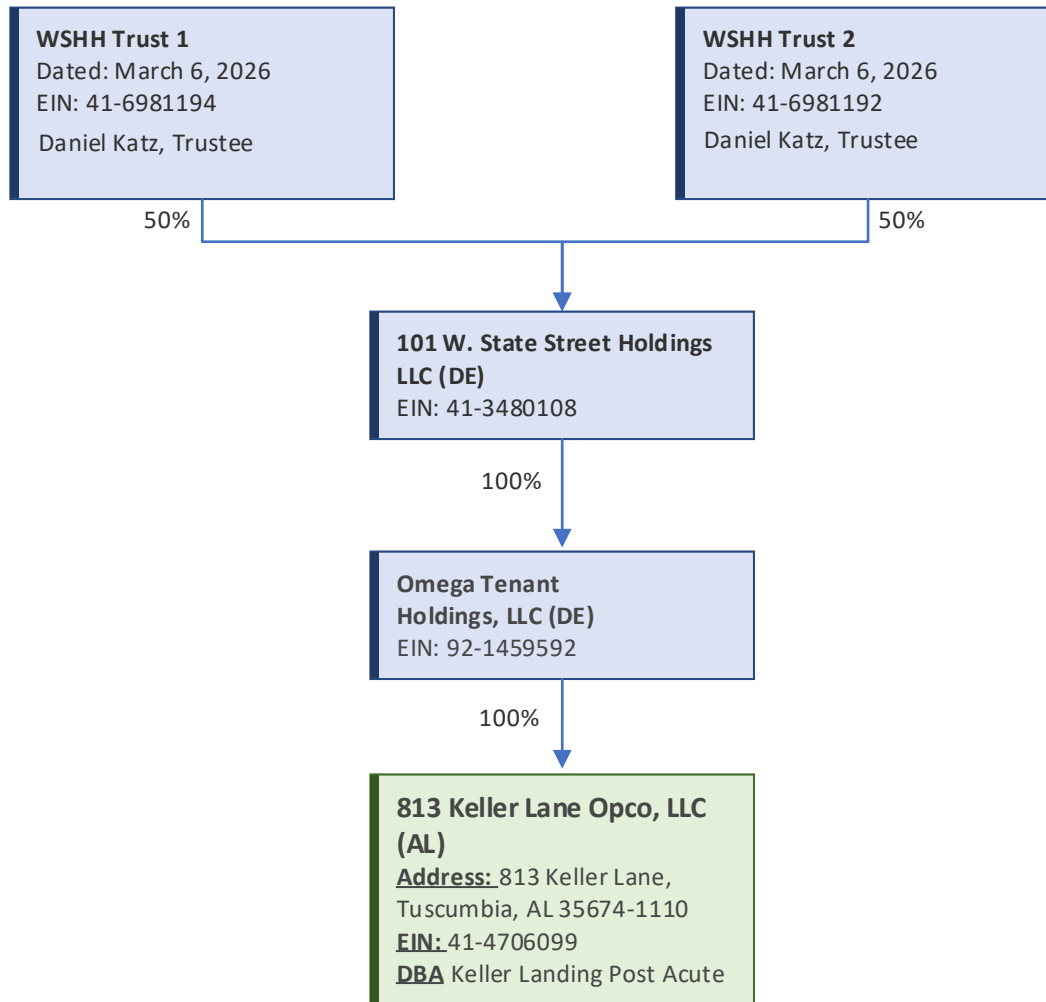 WSHH Trust 1
Dated: March 6, 2026
EIN: 41-6981194
Daniel Katz, Trustee
WSHH Trust 2
Dated: March 6, 2026
EIN: 41-6981192
Daniel Katz, Trustee
50%
50%
101 W. State Street Holdings
LLC (DE)
EIN: 41-3480108
100%
Omega Tenant
Holdings, LLC (DE)
EIN: 92-1459592
100%
813 Keller Lane Opco, LLC
(AL)
Address: 813 Keller Lane,
Tuscumbia, AL 35674-1110
EIN: 41-4706099
DBA Keller Landing Post Acute